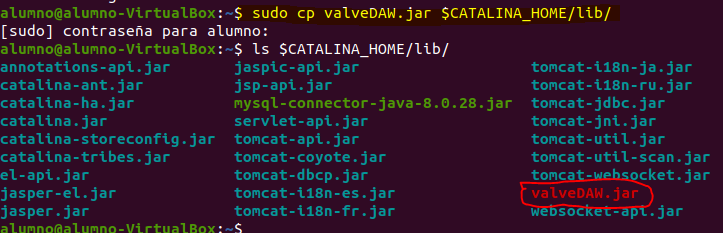 alumno@alumno-VirtualBox:~$ sudo cp valveDAW.jar $CATALINA_HOME/lib/
[sudo] contraseña para alumno:
alumno@alumno-VirtualBox:~$ ls $CATALINA_HOME/lib/
annotations-api.jar jaspic-api.jar tomcat-i18n-ja.jar
catalina-ant.jar jsp-api.jar tomcat-i18n-ru.jar
catalina-ha.jar mysql-connector-java-8.0.28.jar tomcat-jdbc.jar
catalina.jar servlet-api.jar tomcat-jni.jar
catalina-storeconfig.jar tomcat-api.jar tomcat-util.jar
catalina-tribes.jar tomcat-coyote.jar tomcat-util-scan.jar
el-api.jar tomcat-dbcp.jar tomcat-websocket.jar
jasper-el.jar tomcat-i18n-es.jar valveDAW.jar
jasper.jar tomcat-i18n-fr.jar websocket-api.jar
alumno@alumno-VirtualBox:~$